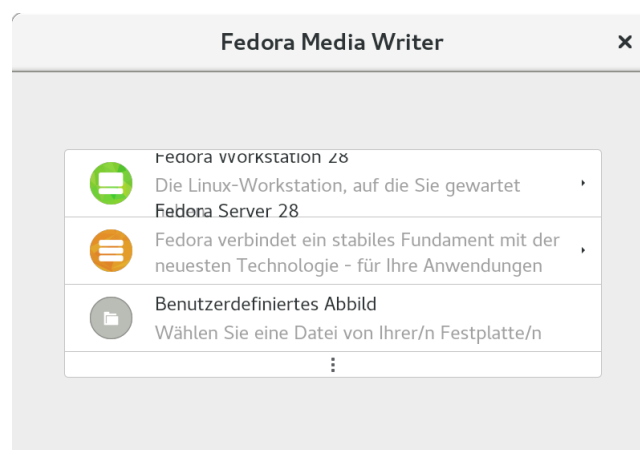 Fedora Media Writer
Fedora Workstation 28
Die Linux-Workstation, auf die Sie gewartet
Fedora Server 28
Fedora verbindet ein stabiles Fundament mit der
neuesten Technologie - für Ihre Anwendungen
Benutzerdefiniertes Abbild
Wählen Sie eine Datei von Ihrer/n Festplatte/n